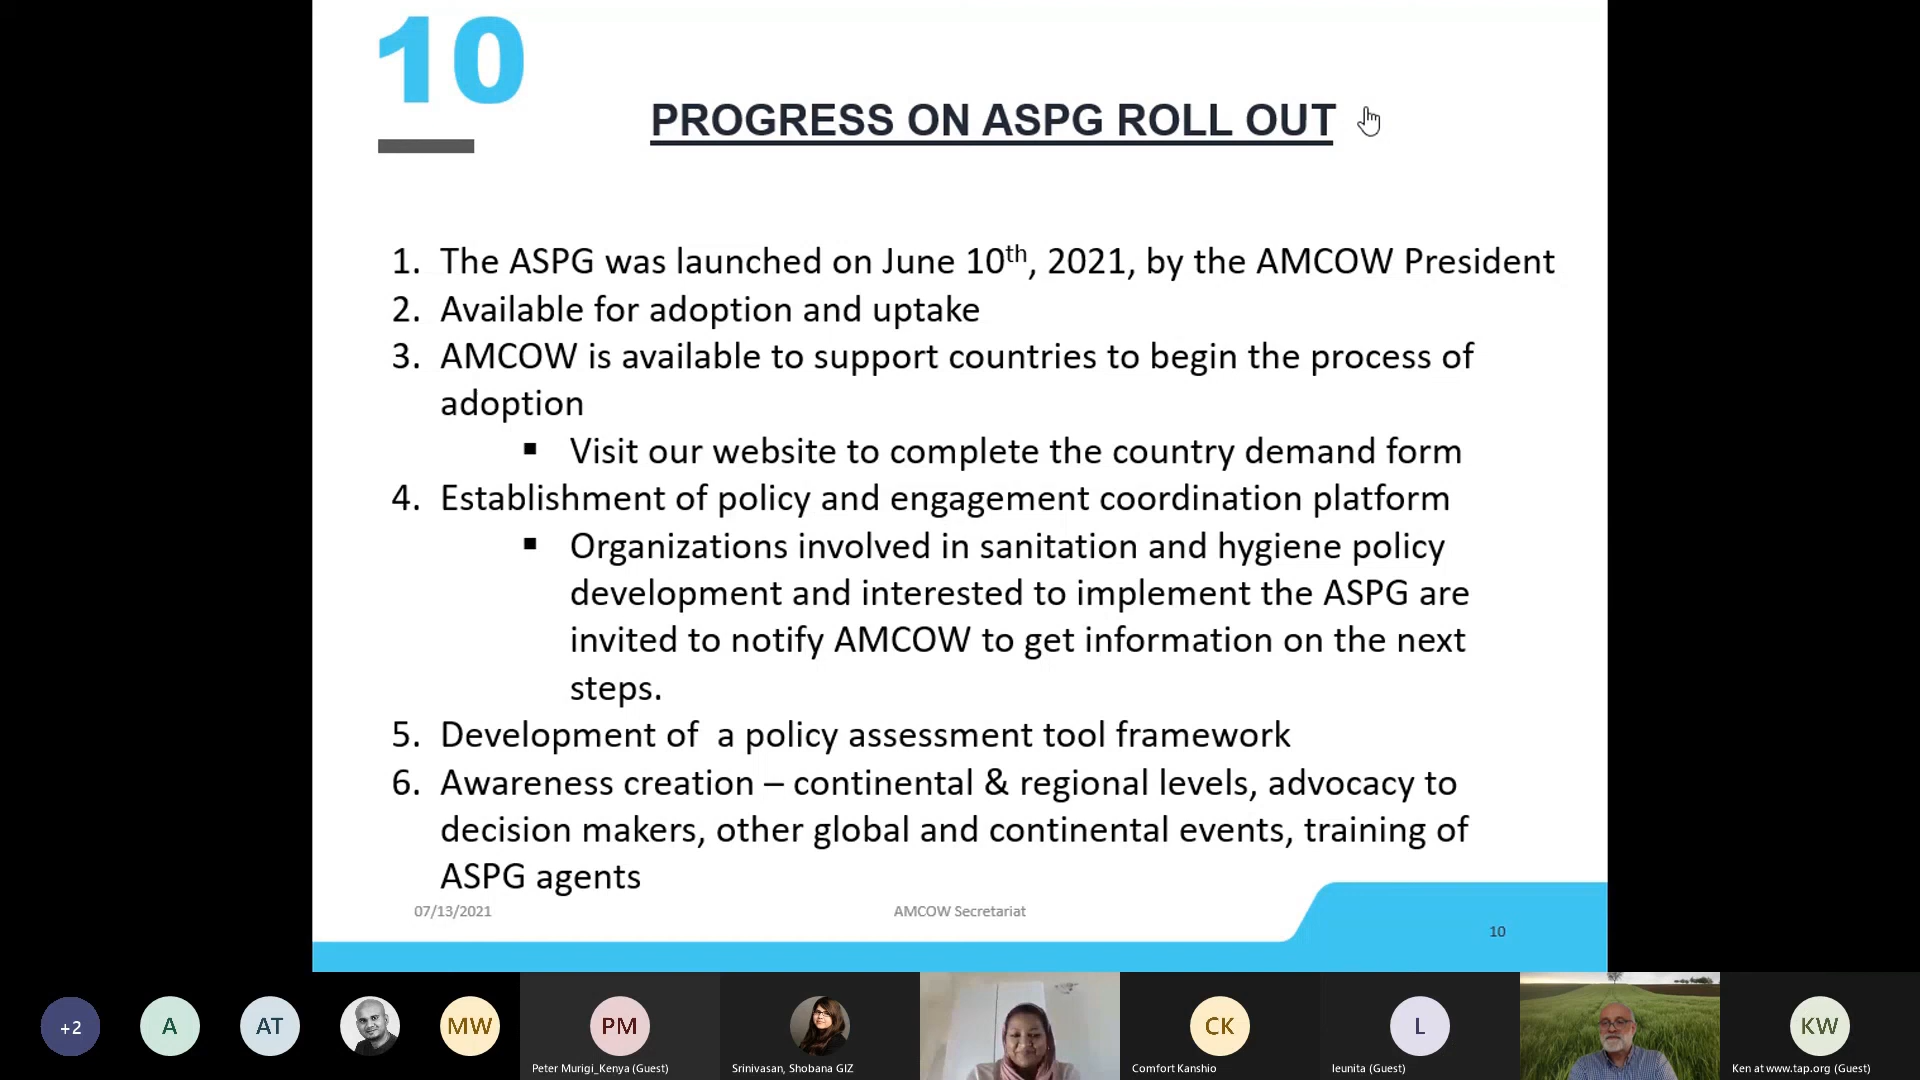 10
PROGRESS ON ASPG ROLL OUT
1. The ASPG was launched on June 10th, 2021, by the AMCOW President
2. Available for adoption and uptake
3. AMCOW is available to support countries to begin the process of
adoption
▪ Visit our website to complete the country demand form
4. Establishment of policy and engagement coordination platform
▪ Organizations involved in sanitation and hygiene policy
development and interested to implement the ASPG are
invited to notify AMCOW to get information on the next
steps.
5. Development of a policy assessment tool framework
6. Awareness creation – continental & regional levels, advocacy to
decision makers, other global and continental events, training of
ASPG agents
07/13/2021
AMCOW Secretariat
10
+2
A
AT
MW
PM
Peter Murigi_Kenya (Guest)
Srinivasan, Shobana GIZ
CK
Comfort Kanshio
L
leunita (Guest)
KW
Ken at www.tap.org (Guest)